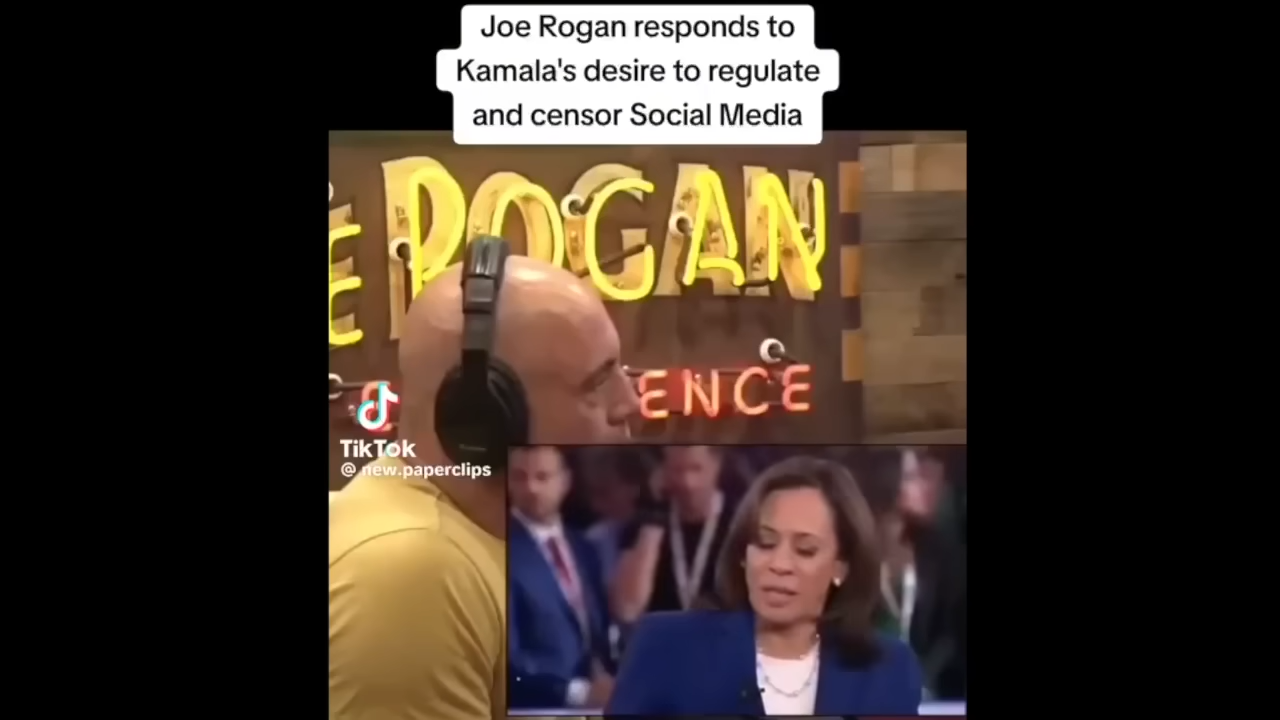 Joe Rogan responds to
Kamala's desire to regulate
and censor Social Media
E ROGAN
E ENCE
TikTok
@ new.paperclips